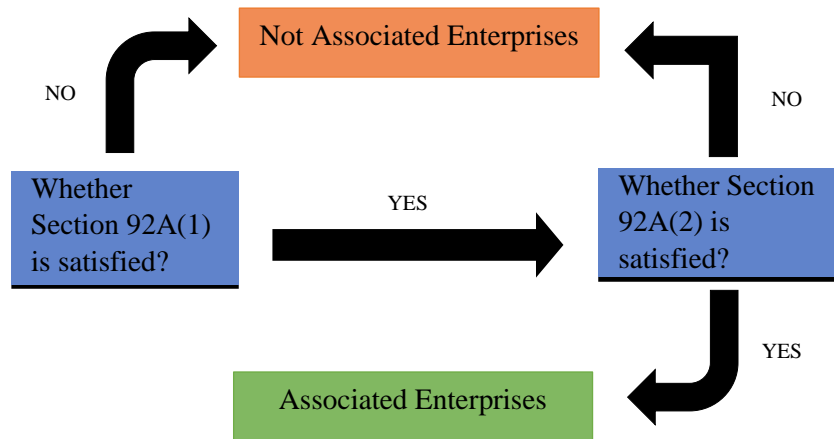 Not Associated Enterprises
NO
NO
Whether
Section 92A(1)
is satisfied?
YES
Whether Section
92A(2) is
satisfied?
YES
Associated Enterprises